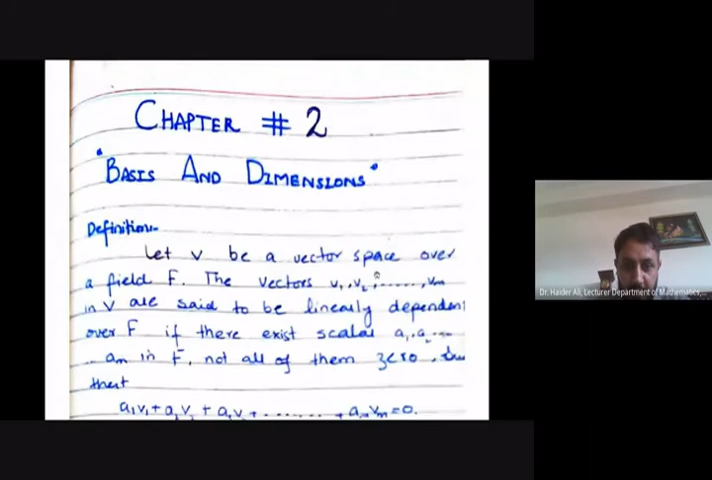 CHAPTER # 2
"BASIS AND DIMENSIONS"
Definition:-
Let V be a vector space over
a field F. The vectors v₁, v₂, ......, vₘ
in V are said to be linearly dependent
over F if there exist scalar a₁, a₂ ....
.. aₘ in F, not all of them zero,
that
a₁v₁ + a₂v₂ + a₃v₃ + ........ + aₘvₘ = 0.
Dr. Haider Ali, Lecturer Department of Mathematics,...